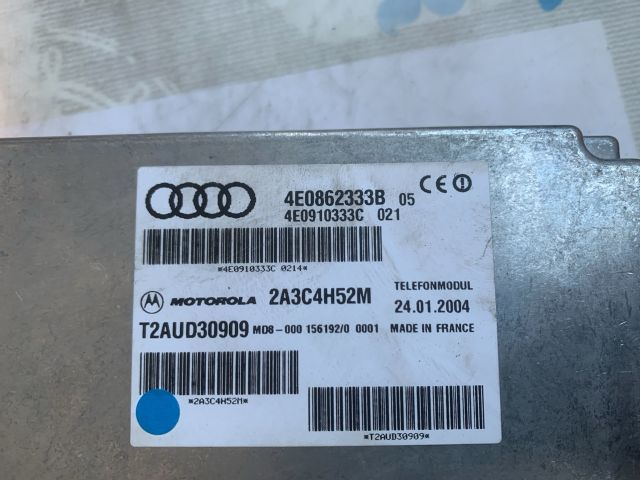 4E0862333B 05 CE
4E0910333C 021
*4E0910333C 0214*
MOTOROLA 2A3C4H52M
TELEFONMODUL
24.01.2004
T2AUD30909 MD8-000 156192/0 0001 MADE IN FRANCE
*2A3C4H52M*
*T2AUD30909*